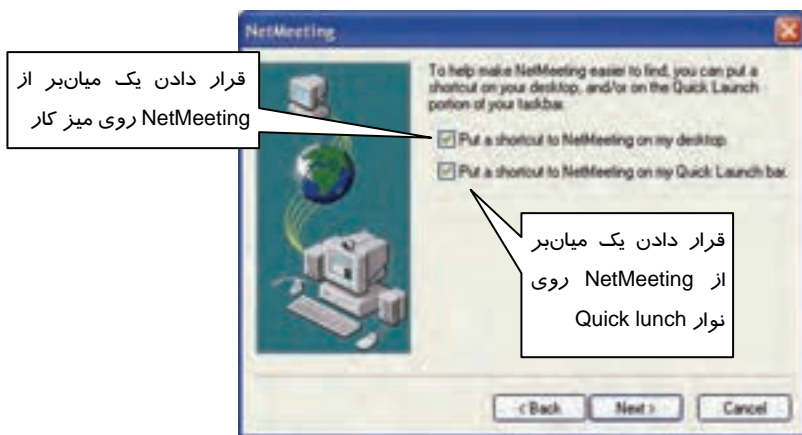 NetMeeting
To help make NetMeeting easier to find, you can put a
shortcut on your desktop, and/or on the Quick Launch
portion of your taskbar.
Put a shortcut to NetMeeting on my desktop
Put a shortcut to NetMeeting on my Quick Launch bar.
قرار دادن یک میان‌بر از
NetMeeting روی میز کار
قرار دادن یک میان‌بر
از NetMeeting روی
نوار Quick lunch
< Back
Next >
Cancel